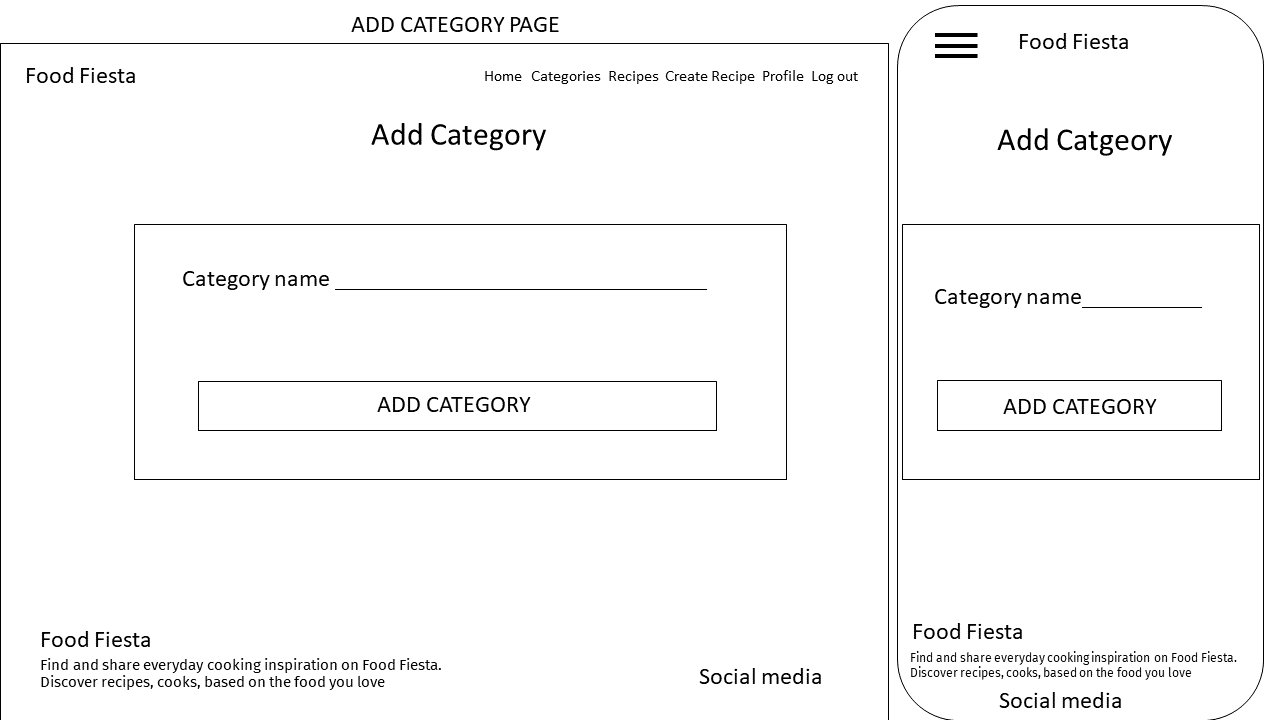 ADD CATEGORY PAGE
Food Fiesta
Home Categories Recipes Create Recipe Profile Log out
Add Category
Category name
ADD CATEGORY
Food Fiesta
Find and share everyday cooking inspiration on Food Fiesta.
Discover recipes, cooks, based on the food you love
Social media
Food Fiesta
Add Catgeory
Category name
ADD CATEGORY
Food Fiesta
Find and share everyday cooking inspiration on Food Fiesta.
Discover recipes, cooks, based on the food you love
Social media